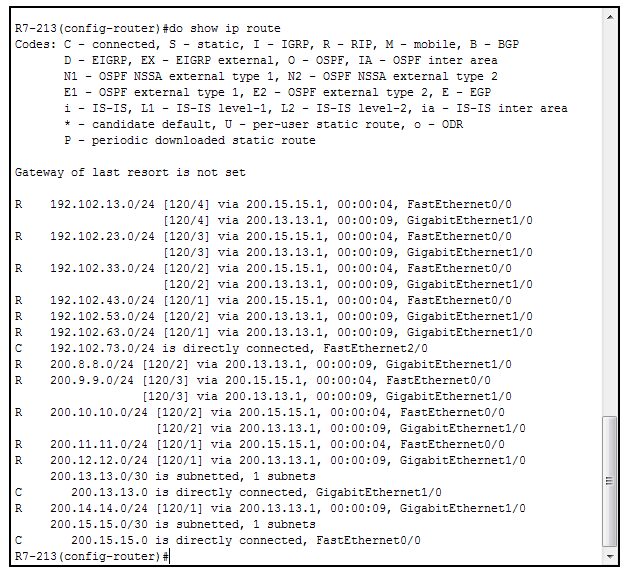 R7-213(config-router)#do show ip route
Codes: C - connected, S - static, I - IGRP, R - RIP, M - mobile, B - BGP
       D - EIGRP, EX - EIGRP external, O - OSPF, IA - OSPF inter area
       N1 - OSPF NSSA external type 1, N2 - OSPF NSSA external type 2
       E1 - OSPF external type 1, E2 - OSPF external type 2, E - EGP
       i - IS-IS, L1 - IS-IS level-1, L2 - IS-IS level-2, ia - IS-IS inter area
       * - candidate default, U - per-user static route, o - ODR
       P - periodic downloaded static route
Gateway of last resort is not set
R    192.102.13.0/24 [120/4] via 200.15.15.1, 00:00:04, FastEthernet0/0
                     [120/4] via 200.13.13.1, 00:00:09, GigabitEthernet1/0
R    192.102.23.0/24 [120/3] via 200.15.15.1, 00:00:04, FastEthernet0/0
                     [120/3] via 200.13.13.1, 00:00:09, GigabitEthernet1/0
R    192.102.33.0/24 [120/2] via 200.15.15.1, 00:00:04, FastEthernet0/0
                     [120/2] via 200.13.13.1, 00:00:09, GigabitEthernet1/0
R    192.102.43.0/24 [120/1] via 200.15.15.1, 00:00:04, FastEthernet0/0
R    192.102.53.0/24 [120/2] via 200.13.13.1, 00:00:09, GigabitEthernet1/0
R    192.102.63.0/24 [120/1] via 200.13.13.1, 00:00:09, GigabitEthernet1/0
C    192.102.73.0/24 is directly connected, FastEthernet2/0
R    200.8.8.0/24 [120/2] via 200.13.13.1, 00:00:09, GigabitEthernet1/0
R    200.9.9.0/24 [120/3] via 200.15.15.1, 00:00:04, FastEthernet0/0
                  [120/3] via 200.13.13.1, 00:00:09, GigabitEthernet1/0
R    200.10.10.0/24 [120/2] via 200.15.15.1, 00:00:04, FastEthernet0/0
                    [120/2] via 200.13.13.1, 00:00:09, GigabitEthernet1/0
R    200.11.11.0/24 [120/1] via 200.15.15.1, 00:00:04, FastEthernet0/0
R    200.12.12.0/24 [120/1] via 200.13.13.1, 00:00:09, GigabitEthernet1/0
     200.13.13.0/30 is subnetted, 1 subnets
C       200.13.13.0 is directly connected, GigabitEthernet1/0
R    200.14.14.0/24 [120/1] via 200.13.13.1, 00:00:09, GigabitEthernet1/0
     200.15.15.0/30 is subnetted, 1 subnets
C       200.15.15.0 is directly connected, FastEthernet0/0
R7-213(config-router)#